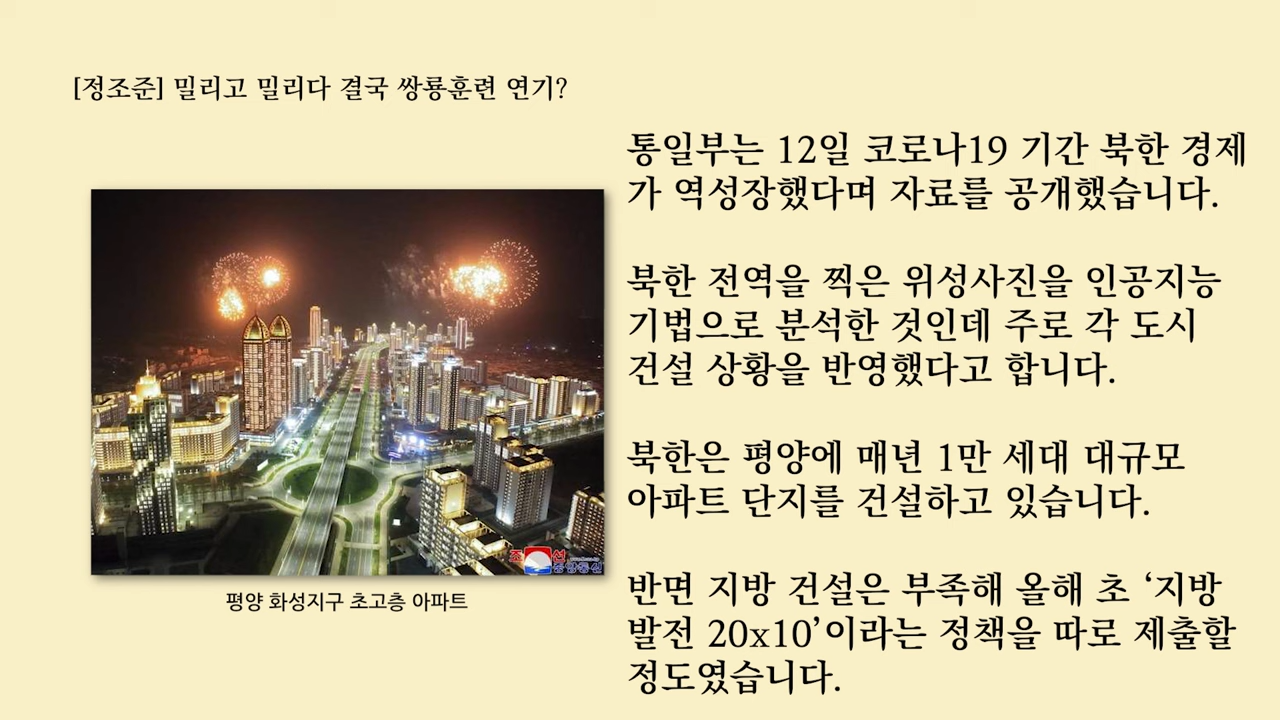 [정조준] 밀리고 밀리다 결국 쌍룡훈련 연기?
통일부는 12일 코로나19 기간 북한 경제
가 역성장했다며 자료를 공개했습니다.
북한 전역을 찍은 위성사진을 인공지능
기법으로 분석한 것인데 주로 각 도시
건설 상황을 반영했다고 합니다.
북한은 평양에 매년 1만 세대 대규모
아파트 단지를 건설하고 있습니다.
반면 지방 건설은 부족해 올해 초 ‘지방
발전 20x10’이라는 정책을 따로 제출할
정도였습니다.
조선
중앙통신
평양 화성지구 초고층 아파트